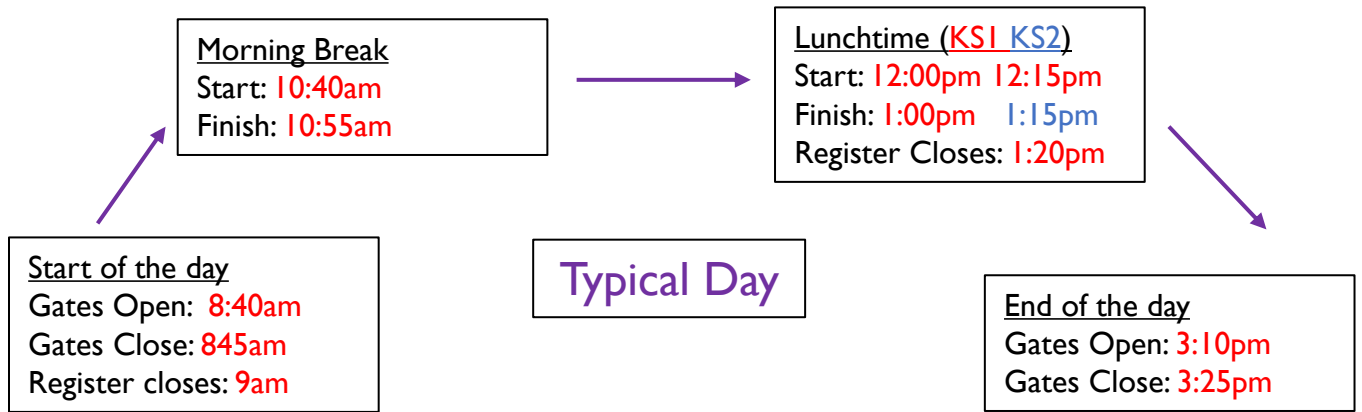 Start of the day
Gates Open: 8:40am
Gates Close: 845am
Register closes: 9am
Morning Break
Start: 10:40am
Finish: 10:55am
Lunchtime (KS1 KS2)
Start: 12:00pm 12:15pm
Finish: 1:00pm 1:15pm
Register Closes: 1:20pm
End of the day
Gates Open: 3:10pm
Gates Close: 3:25pm
Typical Day